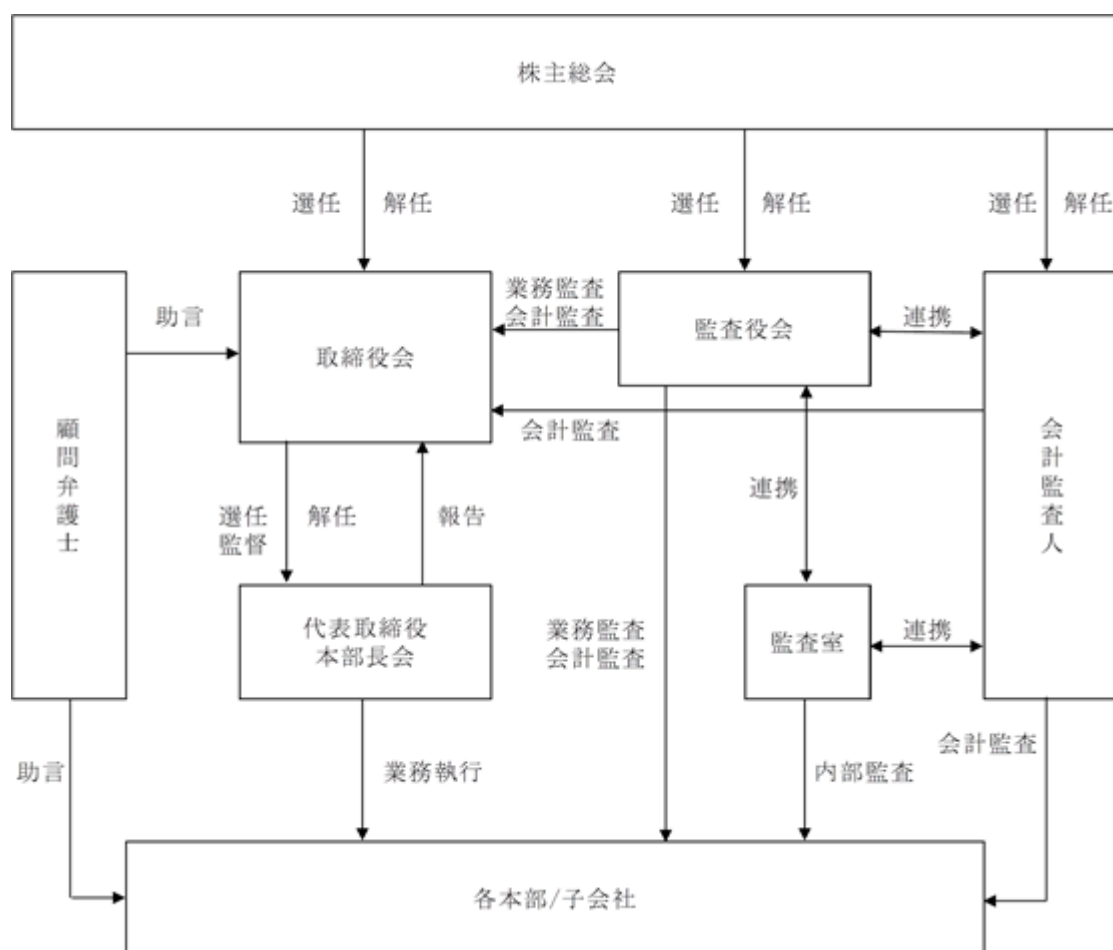 株主総会
選任
解任
選任
解任
選任
解任
助言
取締役会
業務監査
会計監査
監査役会
連携
会計監査
顧問弁護士
会計監査人
選任
監督
解任
報告
連携
代表取締役
本部長会
業務監査
会計監査
監査室
連携
助言
業務執行
内部監査
会計監査
各本部/子会社